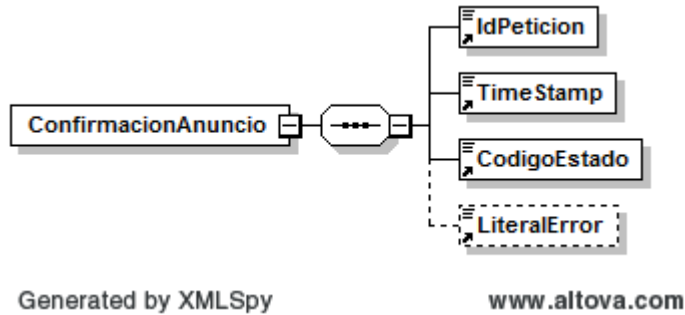 IdPeticion
TimeStamp
ConfirmacionAnuncio
CodigoEstado
LiteralError
Generated by XMLSpy
www.altova.com